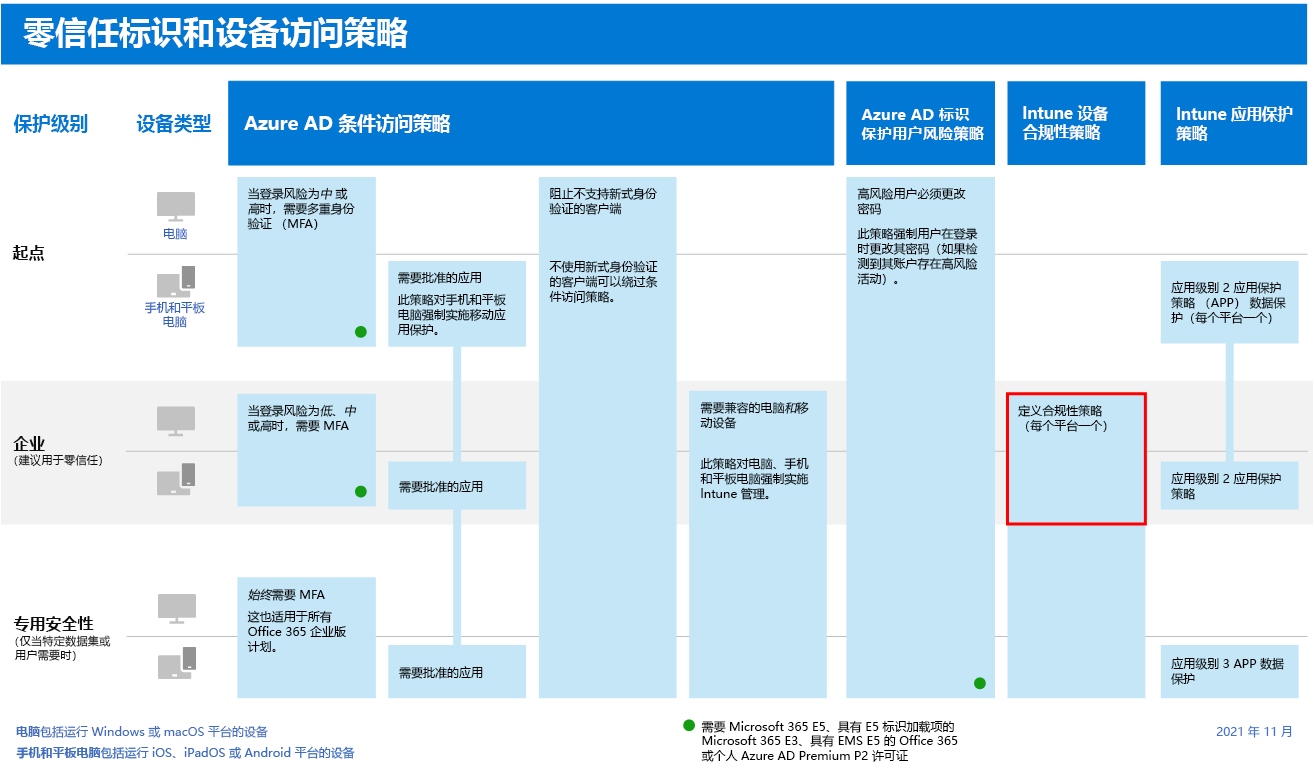 零信任标识和设备访问策略
保护级别
设备类型
Azure AD 条件访问策略
Azure AD 标识
保护用户风险策略
Intune 设备
合规性策略
Intune 应用保护
策略
起点
电脑
手机和平板
电脑
当登录风险为中 或
高时，需要多重身份
验证 （MFA）
需要批准的应用
此策略对手机和平板
电脑强制实施移动应
用保护。
阻止不支持新式身份
验证的客户端
不使用新式身份验证
的客户端可以绕过条
件访问策略。
高风险用户必须更改
密码
此策略强制用户在登录
时更改其密码（如果检
测到其账户存在高风险
活动）。
应用级别 2 应用保护
策略 （APP） 数据保
护（每个平台一个）
企业
(建议用于零信任)
当登录风险为低、中
或高时，需要 MFA
需要批准的应用
需要兼容的电脑和移
动设备
此策略对电脑、手机
和平板电脑强制实施
Intune 管理。
定义合规性策略
（每个平台一个）
应用级别 2 应用保护
策略
专用安全性
(仅当特定数据集或
用户需要时)
始终需要 MFA
这也适用于所有
Office 365 企业版
计划。
需要批准的应用
应用级别 3 APP 数据
保护
电脑包括运行 Windows 或 macOS 平台的设备
手机和平板电脑包括运行 iOS、iPadOS 或 Android 平台的设备
需要 Microsoft 365 E5、具有 E5 标识加载项的
Microsoft 365 E3、具有 EMS E5 的 Office 365
或个人 Azure AD Premium P2 许可证
2021 年 11 月